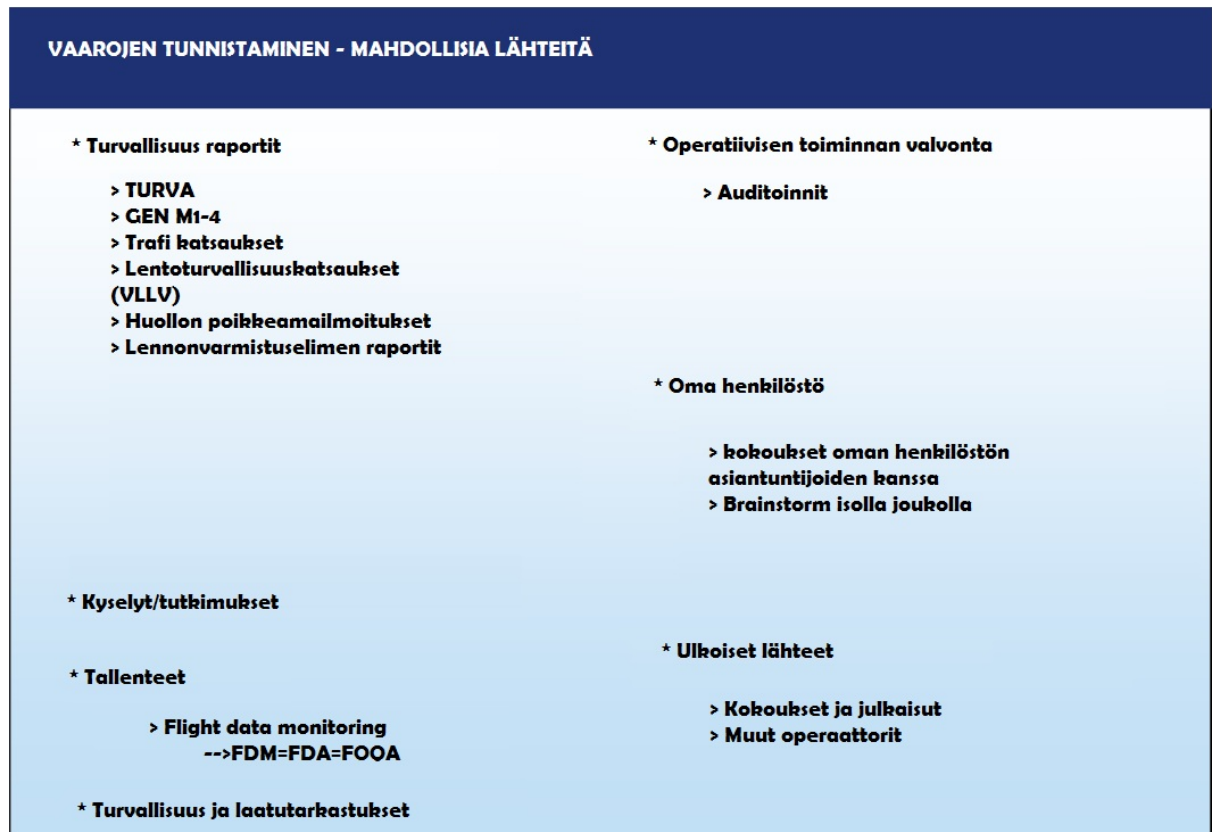 VAAROJEN TUNNISTAMINEN - MAHDOLLISIA LÄHTEITÄ
* Turvallisuus raportit
> TURVA
> GEN M1-4
> Trafi katsaukset
> Lentoturvallisuuskatsaukset
(VLLV)
> Huollon poikkeamailmoitukset
> Lennonvarmistuselimen raportit
* Kyselyt/tutkimukset
* Tallenteet
> Flight data monitoring
-->FDM=FDA=FOQA
* Turvallisuus ja laatutarkastukset
* Operatiivisen toiminnan valvonta
> Auditoinnit
* Oma henkilöstö
> kokoukset oman henkilöstön
asiantuntijoiden kanssa
> Brainstorm isolla joukolla
* Ulkoiset lähteet
> Kokoukset ja julkaisut
> Muut operaattorit